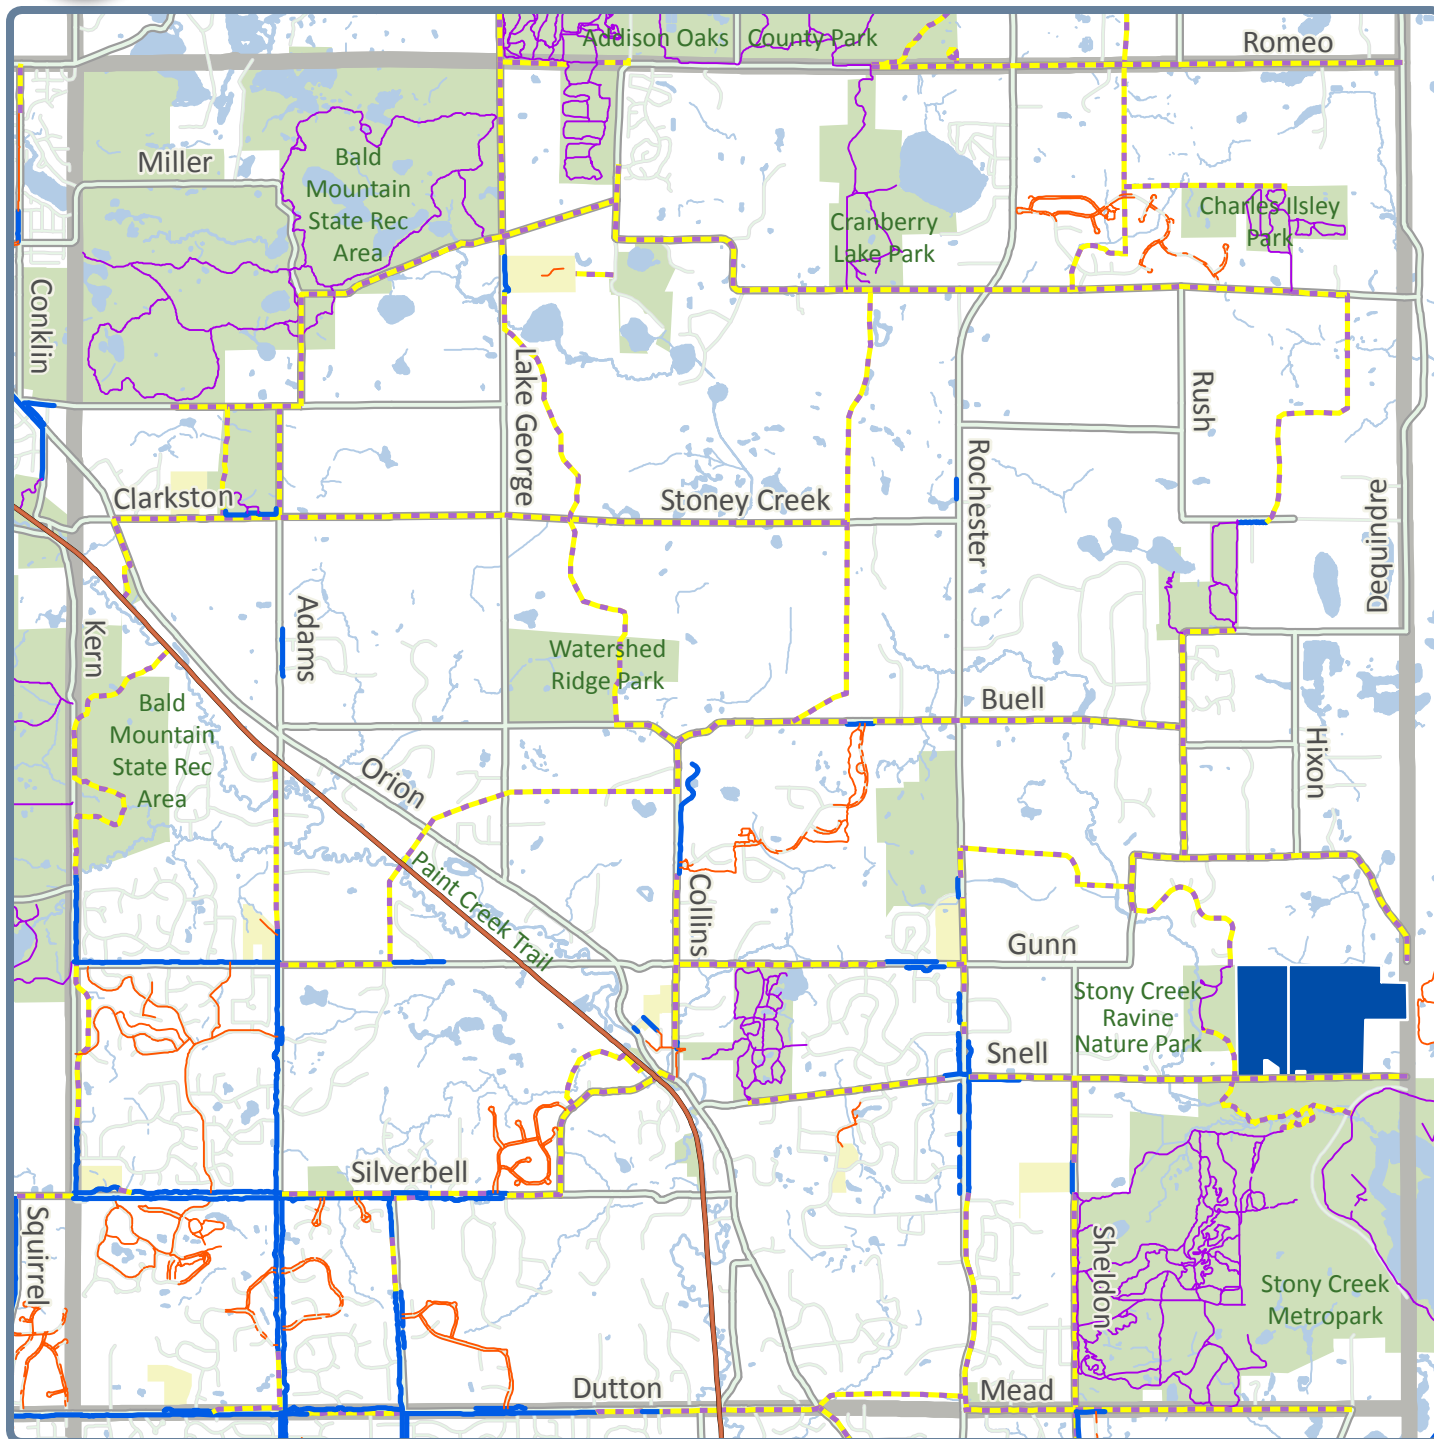 Addison Oaks County Park
Romeo
Miller
Bald
Mountain
State Rec
Area
Cranberry
Lake Park
Charles Ilsley
Park
Conklin
Lake George
Rush
Clarkston
Stoney Creek
Rochester
Dequindre
Kern
Adams
Watershed
Ridge Park
Buell
Bald
Mountain
State Rec
Area
Orion
Hixon
Paint Creek Trail
Collins
Gunn
Stony Creek
Ravine
Nature Park
Snell
Silverbell
Squirrel
Sheldon
Stony Creek
Metropark
Dutton
Mead